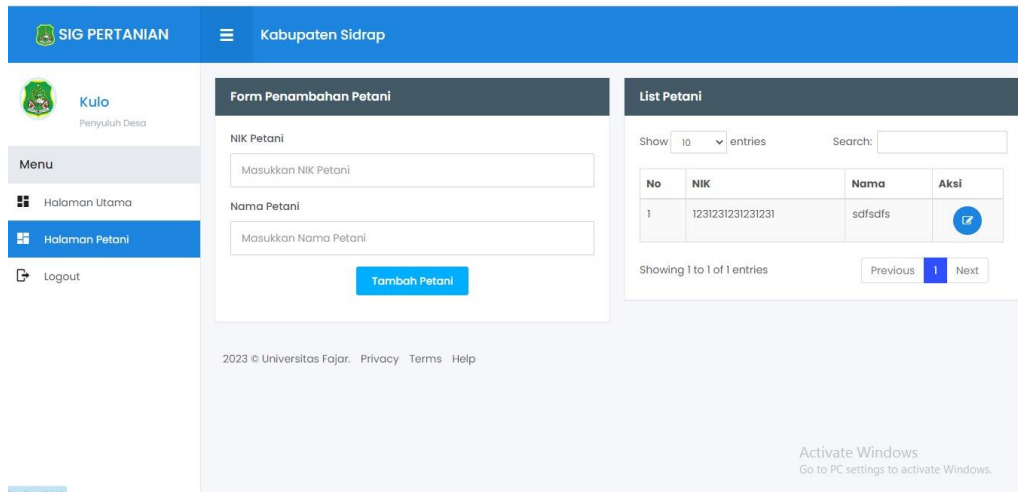 SIG PERTANIAN
Kabupaten Sidrap
Kulo
Penyuluh Desa
Menu
Halaman Utama
Halaman Petani
Logout
Form Penambahan Petani
NIK Petani
Masukkan NIK Petani
Nama Petani
Masukkan Nama Petani
Tambah Petani
List Petani
Show 10 entries Search:
No NIK Nama Aksi
1 1231231231231231 sdfsdfs
Showing 1 to 1 of 1 entries Previous 1 Next
2023 © Universitas Fajar. Privacy Terms Help
Activate Windows
Go to PC settings to activate Windows.